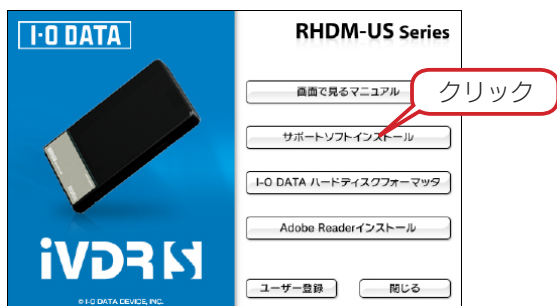 I-O DATA
RHDM-US Series
画面で見るマニュアル
クリック
サポートソフトインストール
I-O DATA ハードディスクフォーマッタ
Adobe Readerインストール
iVDR S
ユーザー登録
閉じる
© I-O DATA DEVICE, INC.